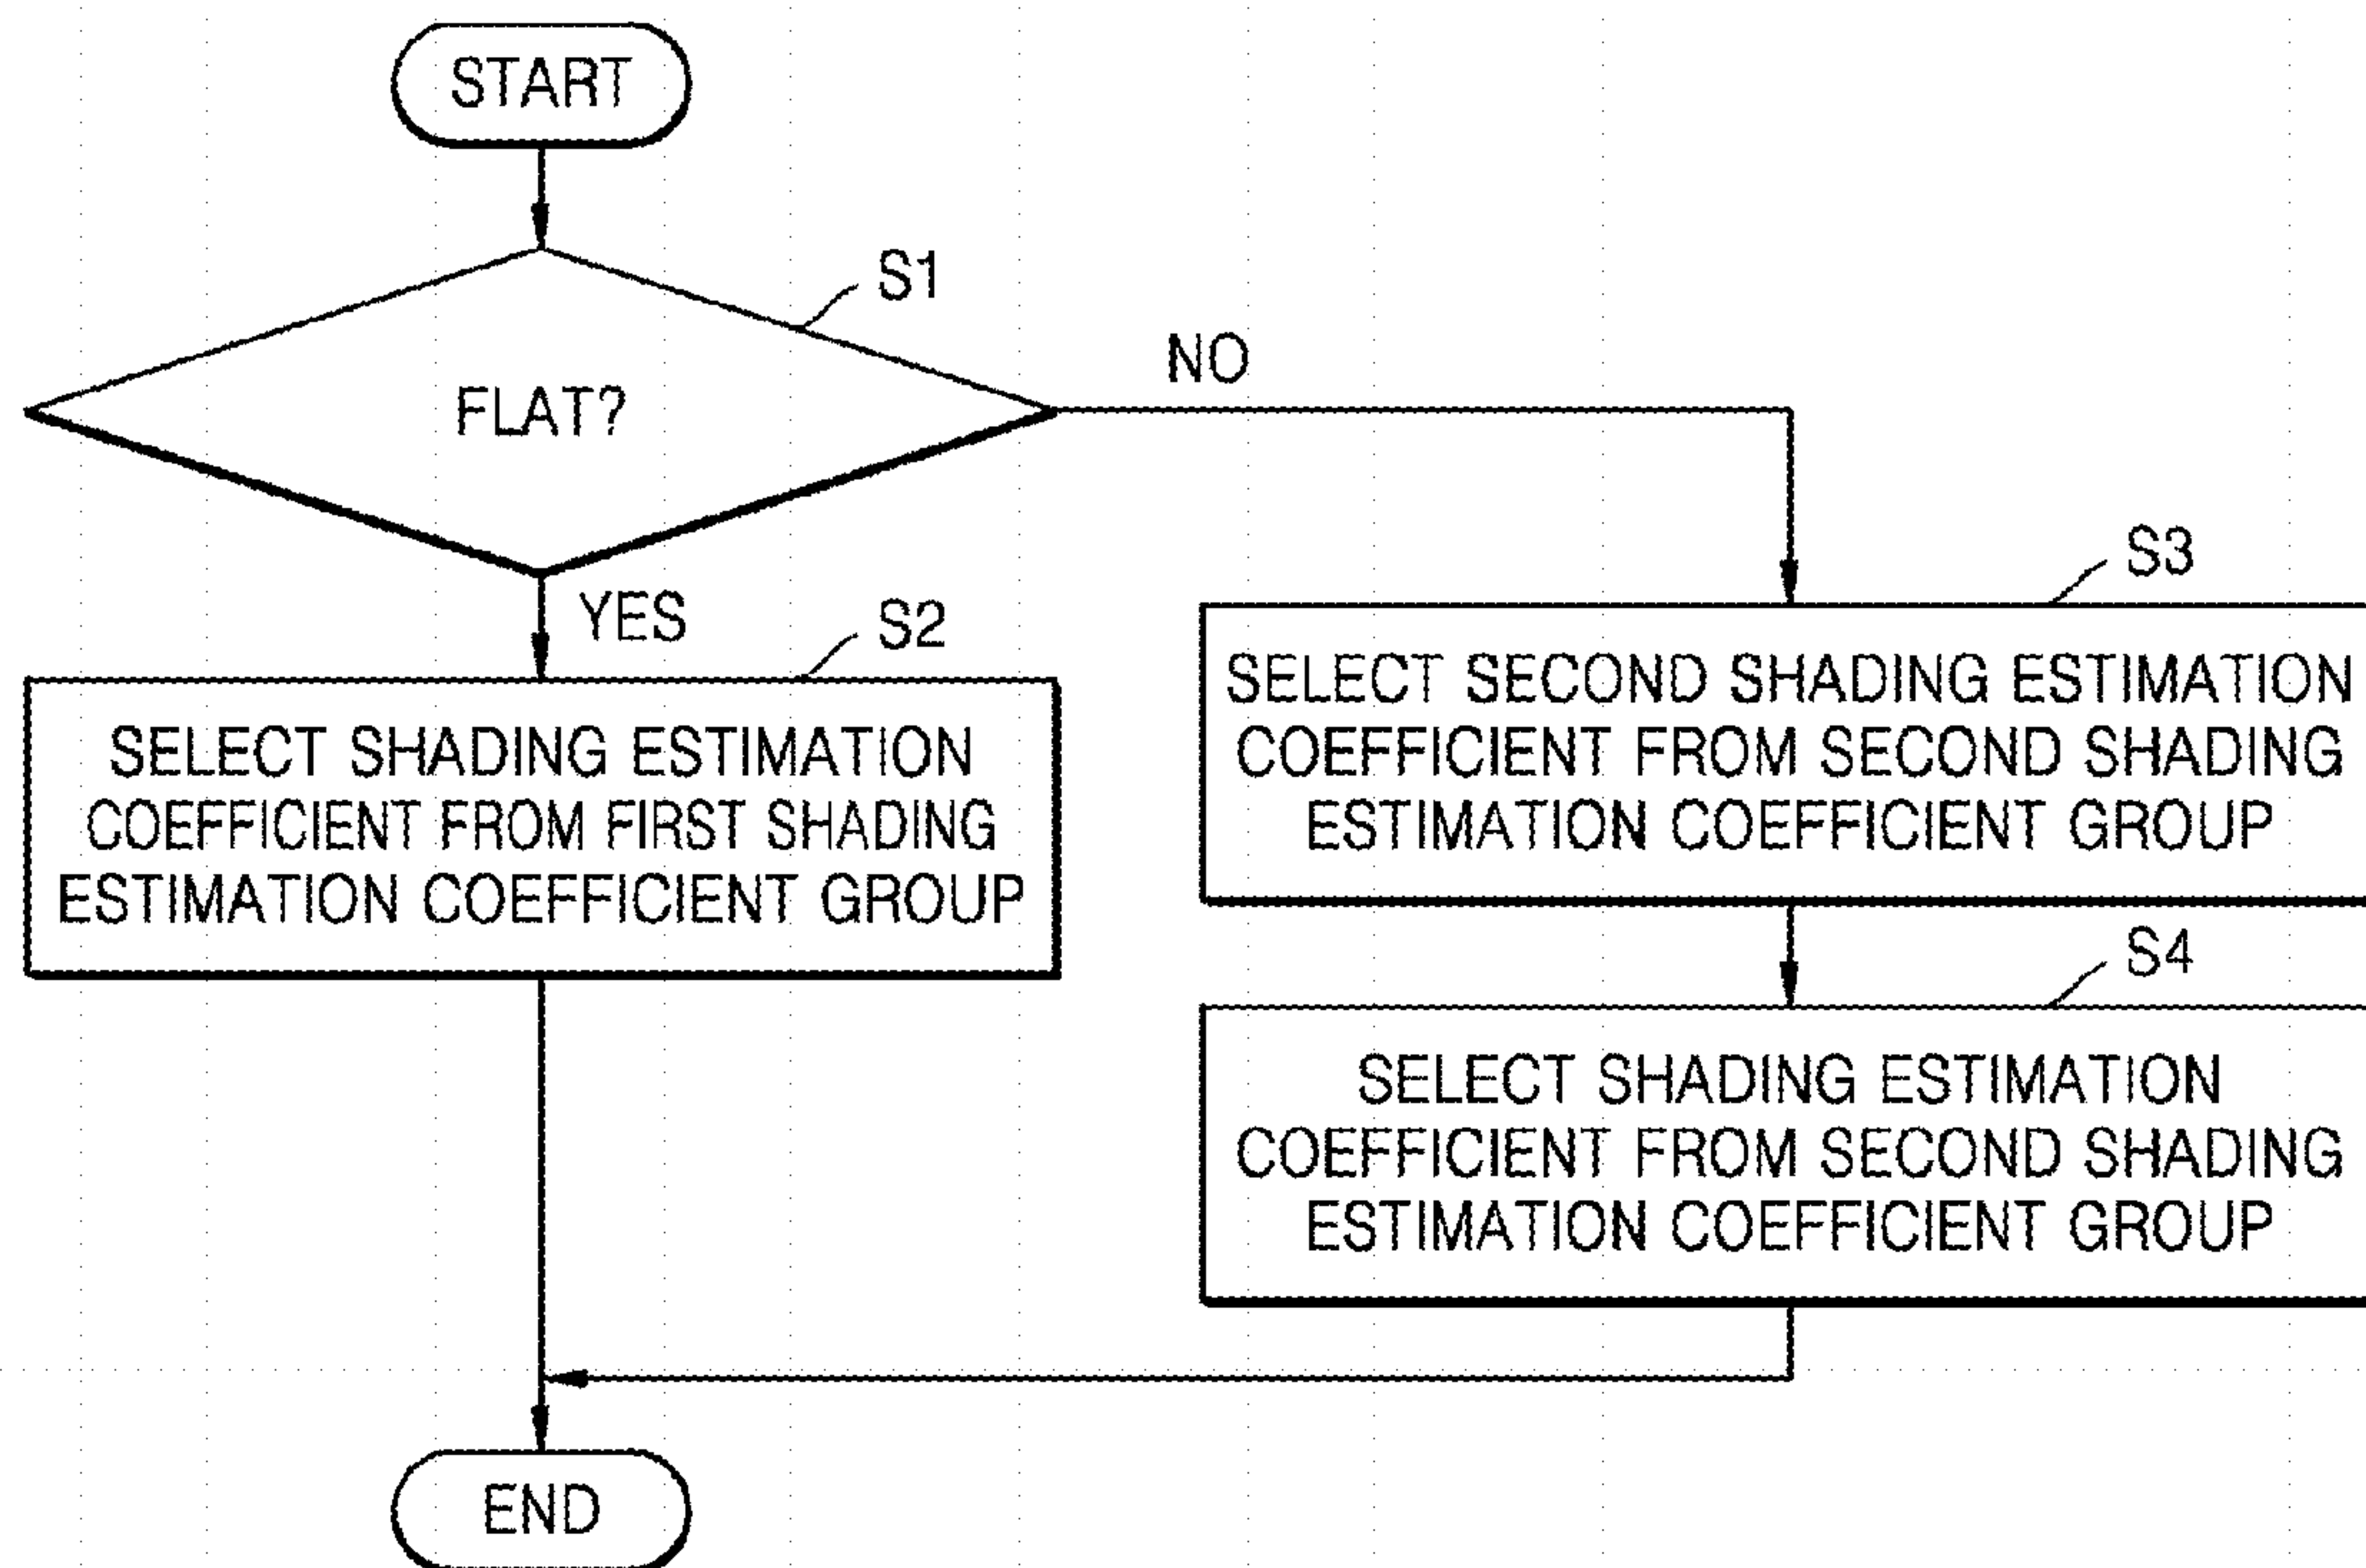 START
S1
FLAT?
NO
YES
S2
SELECT SHADING ESTIMATION
COEFFICIENT FROM FIRST SHADING
ESTIMATION COEFFICIENT GROUP
S3
SELECT SECOND SHADING ESTIMATION
COEFFICIENT FROM SECOND SHADING
ESTIMATION COEFFICIENT GROUP
S4
SELECT SHADING ESTIMATION
COEFFICIENT FROM SECOND SHADING
ESTIMATION COEFFICIENT GROUP
END